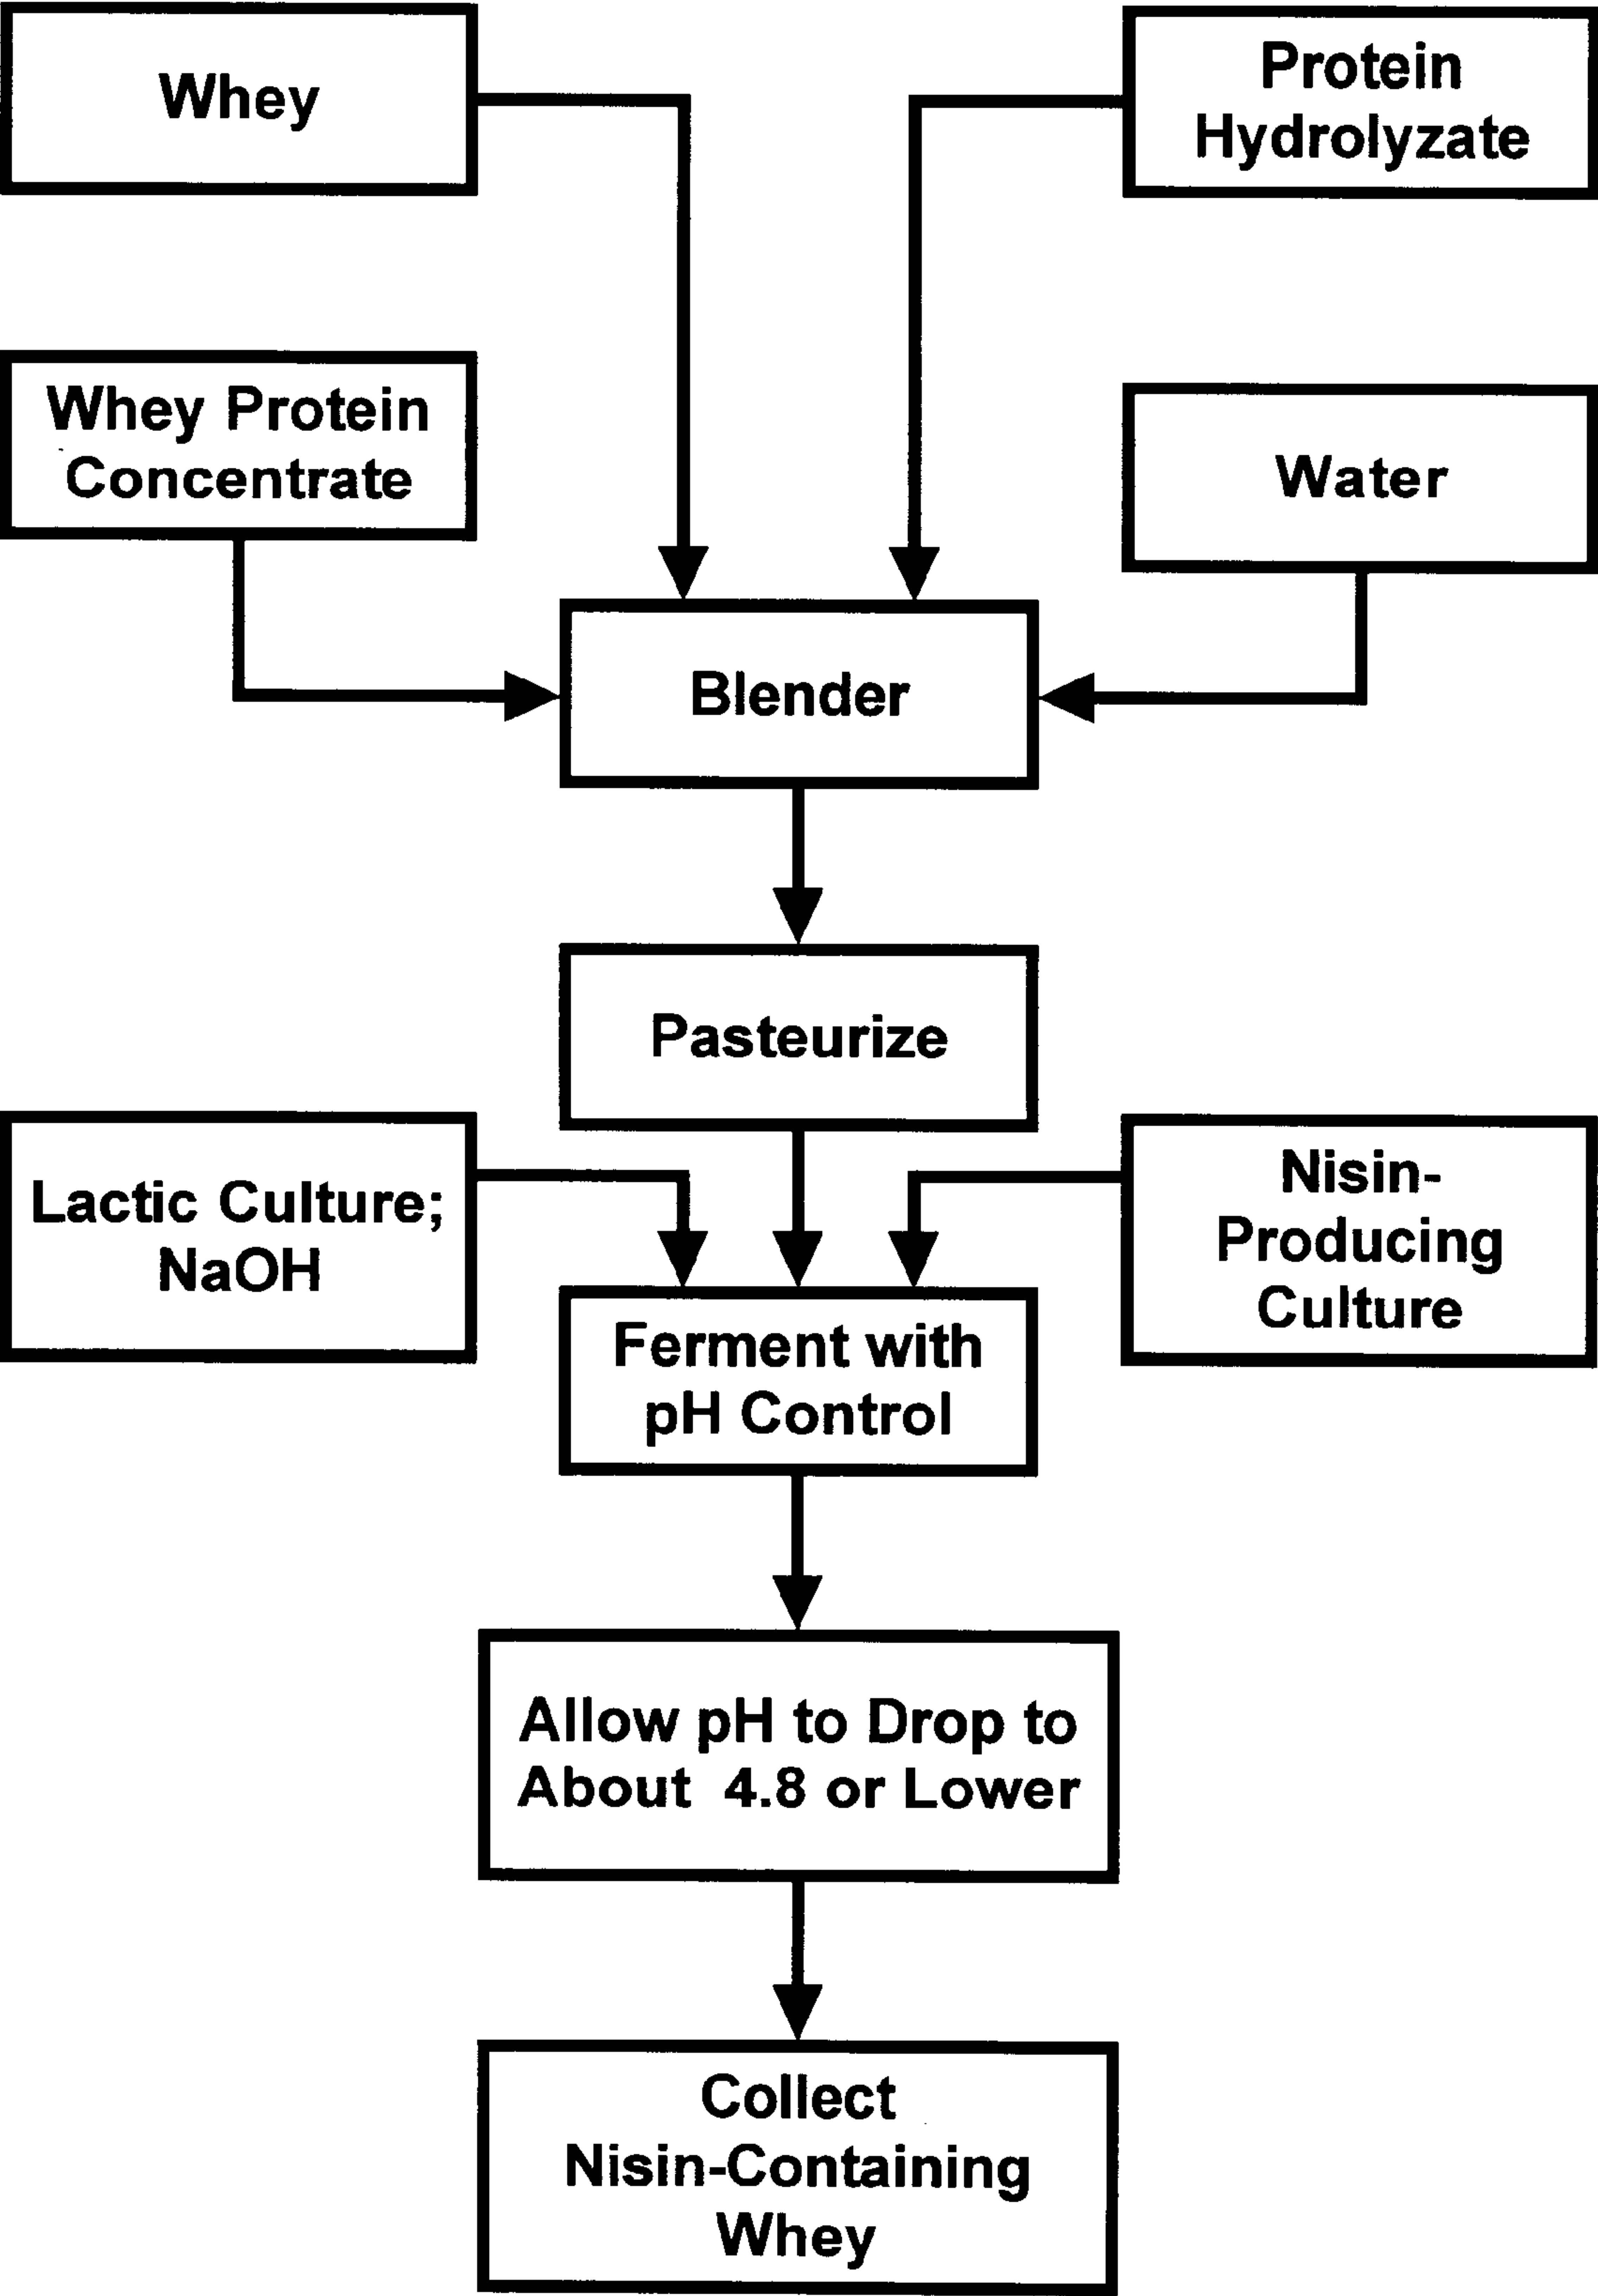 Whey
Protein
Hydrolyzate
Whey Protein
Concentrate
Water
Blender
Pasteurize
Lactic Culture;
NaOH
Nisin-
Producing
Culture
Ferment with
pH Control
Allow pH to Drop to
About 4.8 or Lower
Collect
Nisin-Containing
Whey